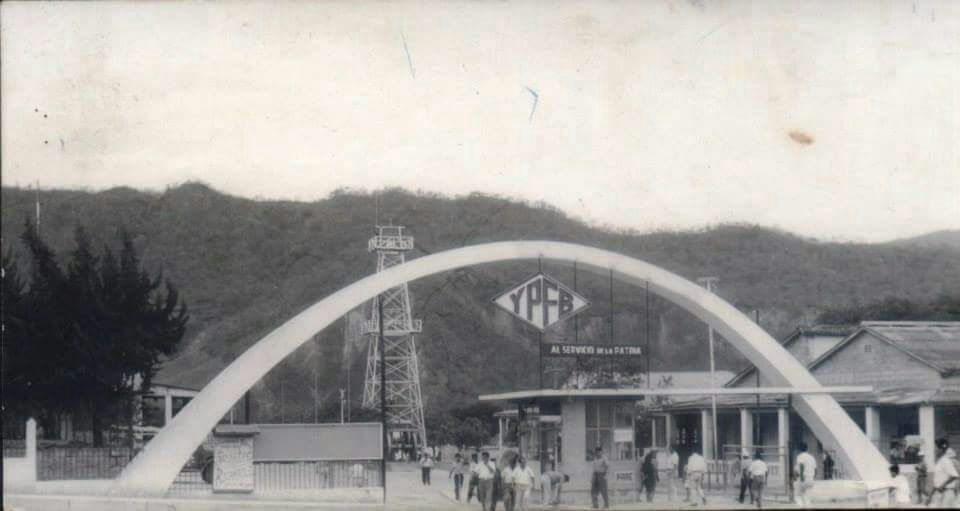 YPFB
AL SERVICIO DE LA PATRIA